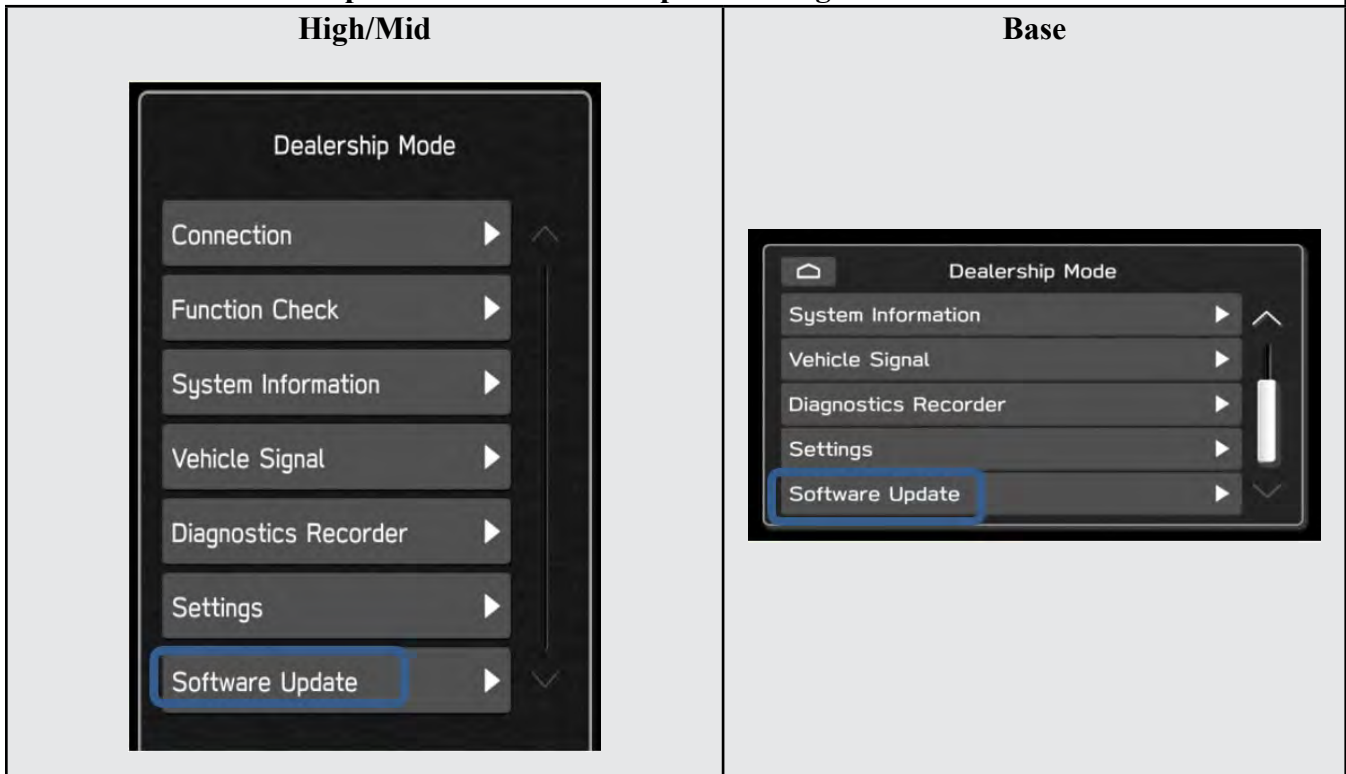 High/Mid
Base
Dealership Mode
Connection
Function Check
System Information
Vehicle Signal
Diagnostics Recorder
Settings
Software Update
Dealership Mode
System Information
Vehicle Signal
Diagnostics Recorder
Settings
Software Update